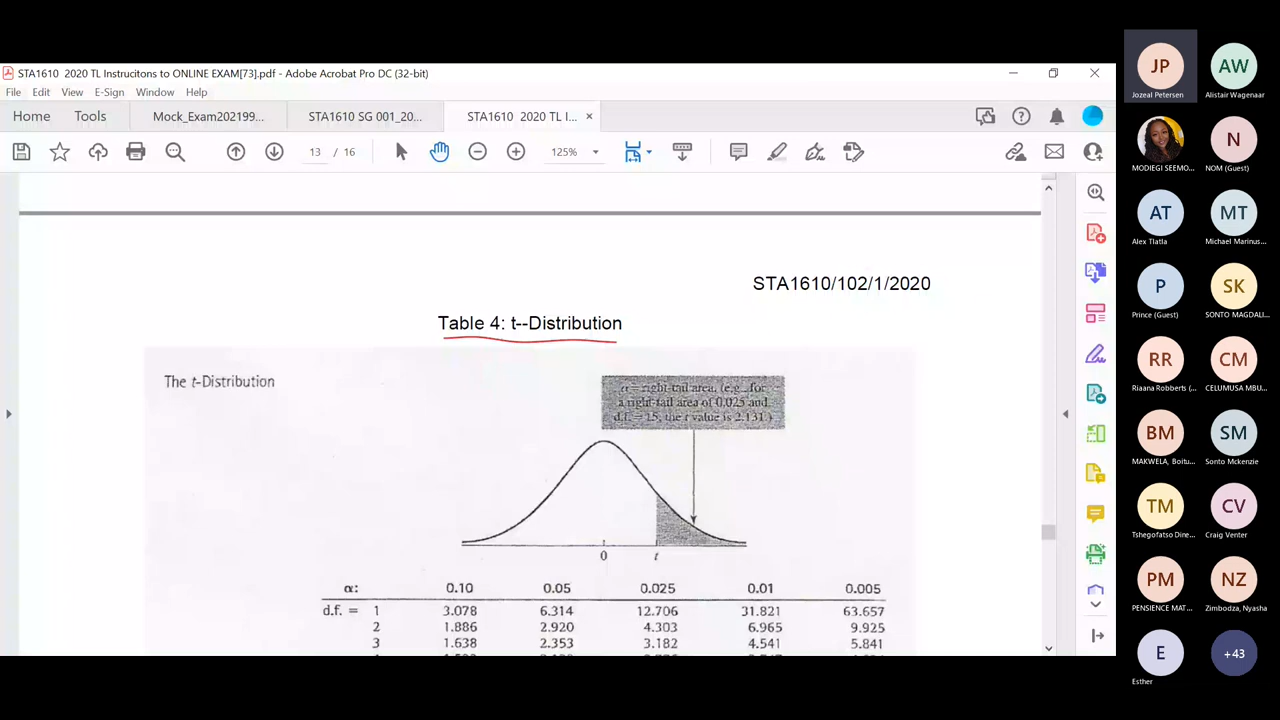 STA1610 2020 TL Instrucitons to ONLINE EXAM[73].pdf - Adobe Acrobat Pro DC (32-bit)
File Edit View E-Sign Window Help
Home Tools Mock_Exam202199... STA1610 SG 001_20... STA1610 2020 TL I... ×
13 / 16 125%
STA1610/102/1/2020
Table 4: t--Distribution
The t-Distribution
α = right-tail area, (e.g., for
a right-tail area of 0.025 and
d.f. = 15, the t value is 2.131.)
0 t
α: 0.10 0.05 0.025 0.01 0.005
d.f. = 1 3.078 6.314 12.706 31.821 63.657
2 1.886 2.920 4.303 6.965 9.925
3 1.638 2.353 3.182 4.541 5.841
JP AW
Jozeal Petersen Alistair Wagenaar
N
MODIEGI SEEMO... NOM (Guest)
AT MT
Alex Tlatla Michael Marinus...
P SK
Prince (Guest) SONTO MAGDALI...
RR CM
Riaana Robberts (... CELUMUSA MBU...
BM SM
MAKWELA, Boitu... Sonto Mckenzie
TM CV
Tshegofatso Dine... Craig Venter
PM NZ
PENSIENCE MAT... Zimbodza, Nyasha
E +43
Esther